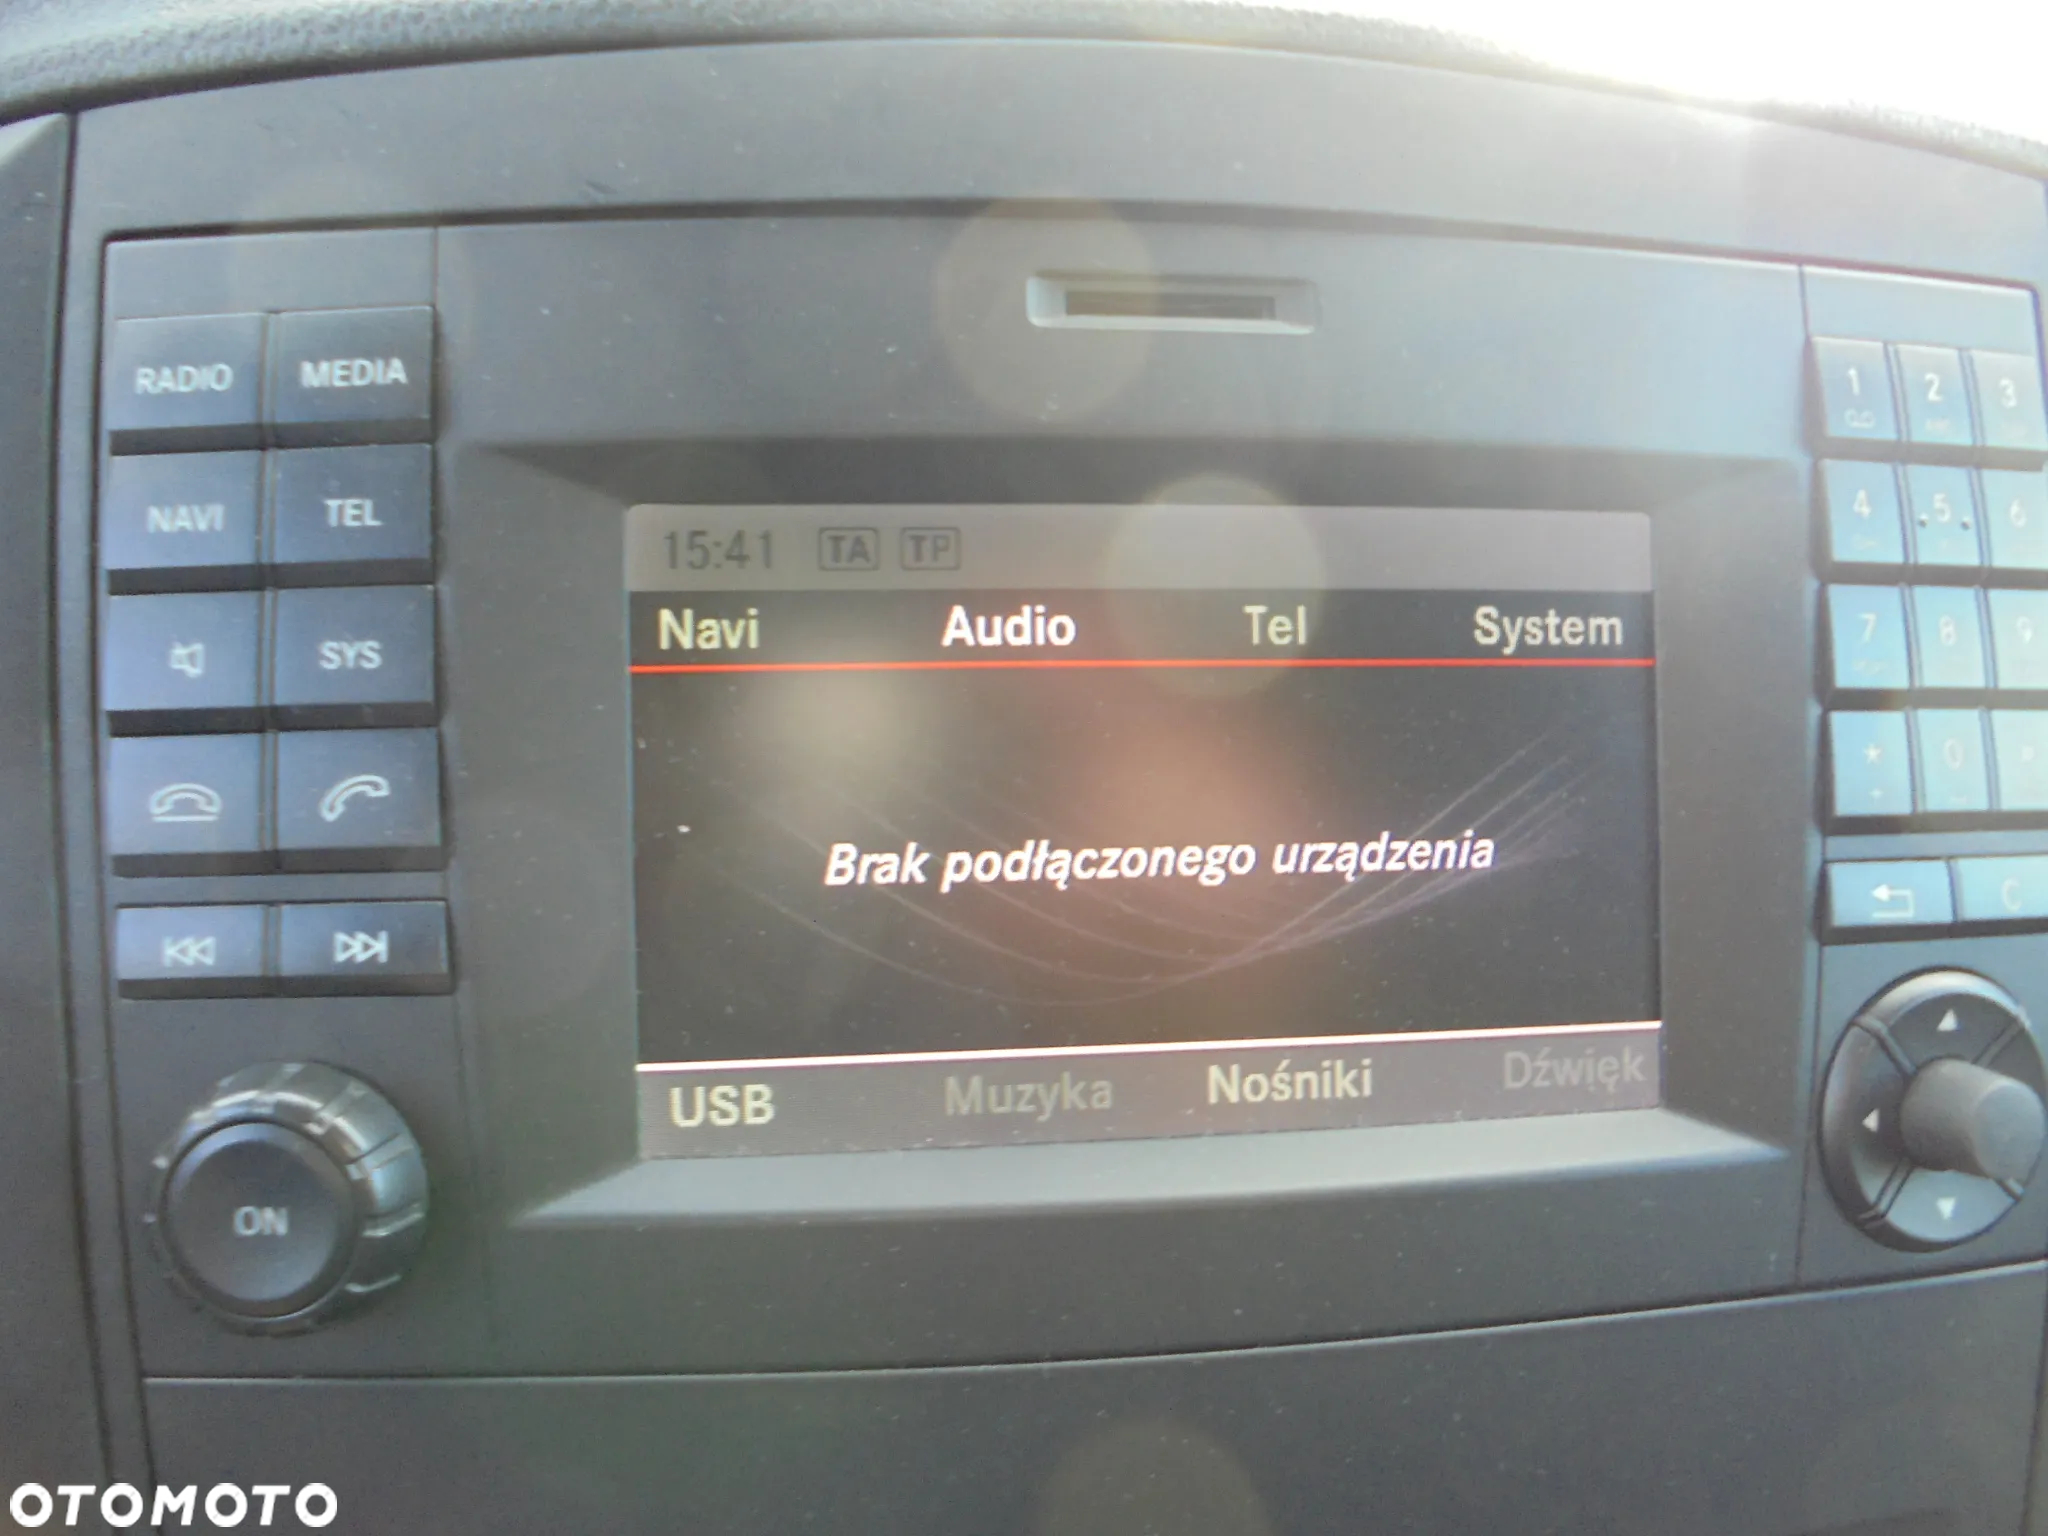 RADIO MEDIA
NAVI TEL
SYS
ON
15:41 TA TP
Navi Audio Tel System
Brak podłączonego urządzenia
USB Muzyka Nośniki Dźwięk
1 2 3
4 5 6
7 8 9
* 0
+
C
OTOMOTO